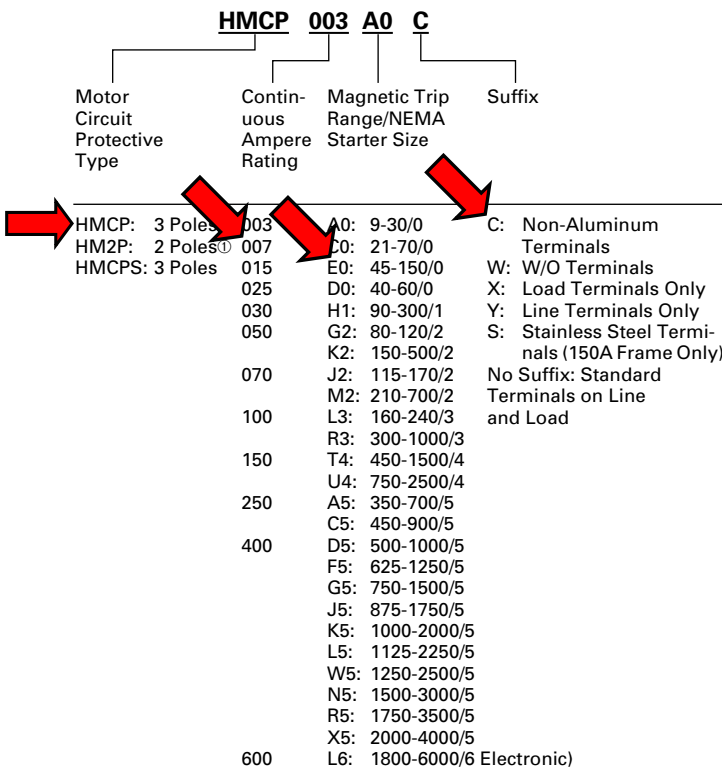 HMCP 003 A0 C
Motor Circuit Protective Type
Contin-
uous
Ampere
Rating
Magnetic Trip
Range/NEMA
Starter Size
Suffix
HMCP: 3 Poles 003 A0: 9-30/0 C: Non-Aluminum
HM2P: 2 Poles① 007 C0: 21-70/0 Terminals
HMCPS: 3 Poles 015 E0: 45-150/0 W: W/O Terminals
025 D0: 40-60/0 X: Load Terminals Only
030 H1: 90-300/1 Y: Line Terminals Only
050 G2: 80-120/2 S: Stainless Steel Termi-
K2: 150-500/2 nals (150A Frame Only)
070 J2: 115-170/2 No Suffix: Standard
M2: 210-700/2 Terminals on Line
100 L3: 160-240/3 and Load
R3: 300-1000/3
150 T4: 450-1500/4
U4: 750-2500/4
250 A5: 350-700/5
C5: 450-900/5
400 D5: 500-1000/5
F5: 625-1250/5
G5: 750-1500/5
J5: 875-1750/5
K5: 1000-2000/5
L5: 1125-2250/5
W5: 1250-2500/5
N5: 1500-3000/5
R5: 1750-3500/5
X5: 2000-4000/5
600 L6: 1800-6000/6 Electronic)